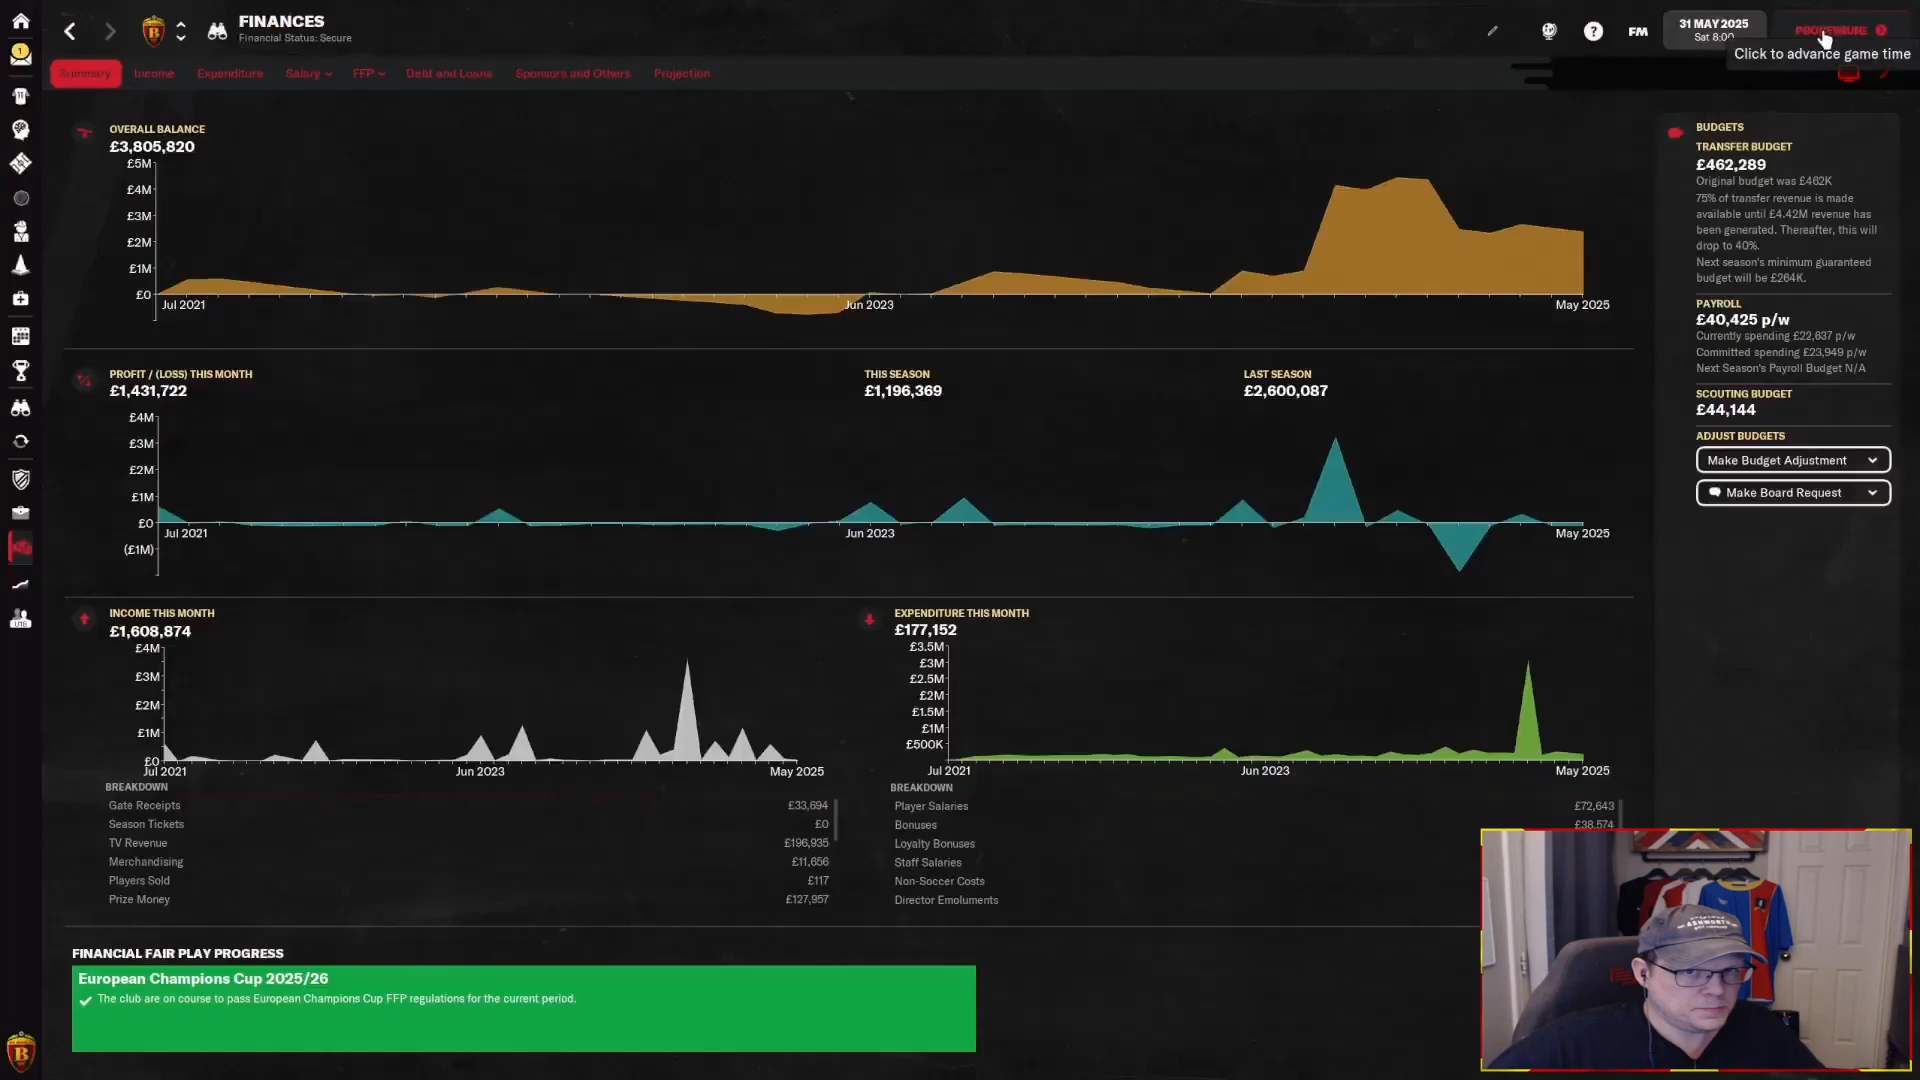 FINANCES
Financial Status: Secure
FM
31 MAY 2025
Sat 8:00
Click to advance game time
Summary
Income
Expenditure
Salary
FFP
Debt and Loans
Sponsors and Others
Projection
OVERALL BALANCE
£3,805,820
£5M
£4M
£3M
£2M
£1M
£0
Jul 2021
Jun 2023
May 2025
PROFIT / (LOSS) THIS MONTH
£1,431,722
THIS SEASON
£1,196,369
LAST SEASON
£2,600,087
£4M
£3M
£2M
£1M
£0
(£1M)
Jul 2021
Jun 2023
May 2025
INCOME THIS MONTH
£1,608,874
£4M
£3M
£2M
£1M
£0
Jul 2021
Jun 2023
May 2025
BREAKDOWN
Gate Receipts £33,694
Season Tickets £0
TV Revenue £196,935
Merchandising £11,656
Players Sold £117
Prize Money £127,957
EXPENDITURE THIS MONTH
£177,152
£3.5M
£3M
£2.5M
£2M
£1.5M
£1M
£500K
Jul 2021
Jun 2023
May 2025
BREAKDOWN
Player Salaries £72,643
Bonuses £38,574
Loyalty Bonuses
Staff Salaries
Non-Soccer Costs
Director Emoluments
FINANCIAL FAIR PLAY PROGRESS
European Champions Cup 2025/26
The club are on course to pass European Champions Cup FFP regulations for the current period.
BUDGETS
TRANSFER BUDGET
£462,289
Original budget was £462K
75% of transfer revenue is made
available until £4.42M revenue has
been generated. Thereafter, this will
drop to 40%.
Next season's minimum guaranteed
budget will be £264K.
PAYROLL
£40,425 p/w
Currently spending £22,637 p/w
Committed spending £23,949 p/w
Next Season's Payroll Budget N/A
SCOUTING BUDGET
£44,144
ADJUST BUDGETS
Make Budget Adjustment
Make Board Request
ASHWORTH